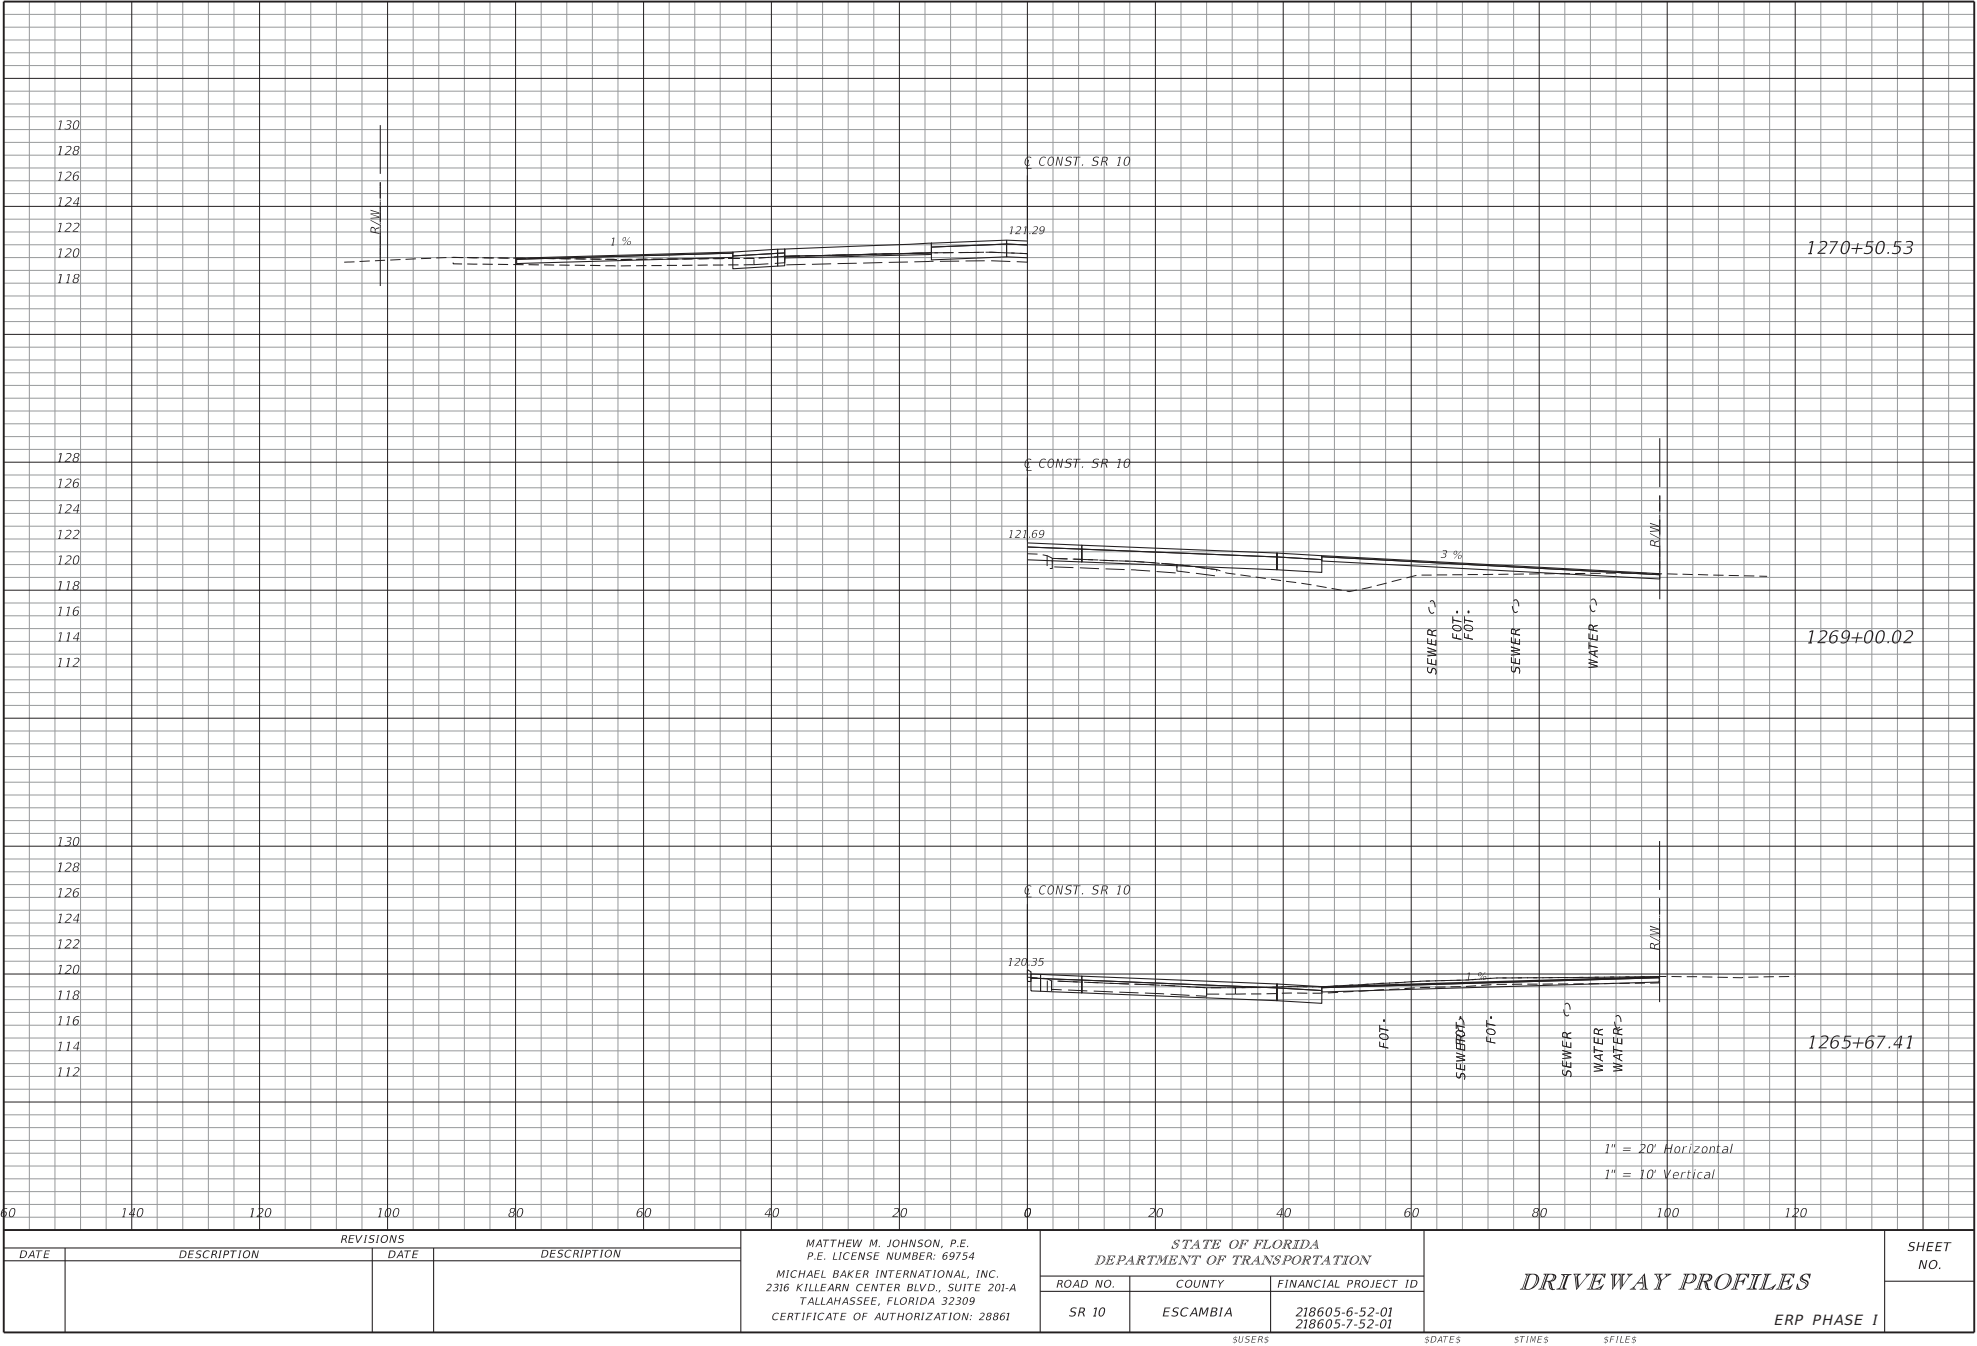 130
128
126
124
122
120
118
R/W
1 %
℄ CONST. SR 10
121.29
1270+50.53
128
126
124
122
120
118
116
114
112
℄ CONST. SR 10
121.69
3 %
R/W
SEWER
FOT
FOT
SEWER
WATER
1269+00.02
130
128
126
124
122
120
118
116
114
112
℄ CONST. SR 10
120.35
1 %
R/W
FOT
SEWER
FOT
FOT
SEWER
WATER
WATER
1265+67.41
1" = 20' Horizontal
1" = 10' Vertical
60 140 120 100 80 60 40 20 0 20 40 60 80 100 120
REVISIONS
DATE DESCRIPTION DATE DESCRIPTION
MATTHEW M. JOHNSON, P.E.
P.E. LICENSE NUMBER: 69754
MICHAEL BAKER INTERNATIONAL, INC.
2316 KILLEARN CENTER BLVD., SUITE 201-A
TALLAHASSEE, FLORIDA 32309
CERTIFICATE OF AUTHORIZATION: 28861
STATE OF FLORIDA
DEPARTMENT OF TRANSPORTATION
ROAD NO. COUNTY FINANCIAL PROJECT ID
SR 10 ESCAMBIA 218605-6-52-01
218605-7-52-01
DRIVEWAY PROFILES
ERP PHASE I
SHEET
NO.
$USER$ $DATE$ $TIME$ $FILE$